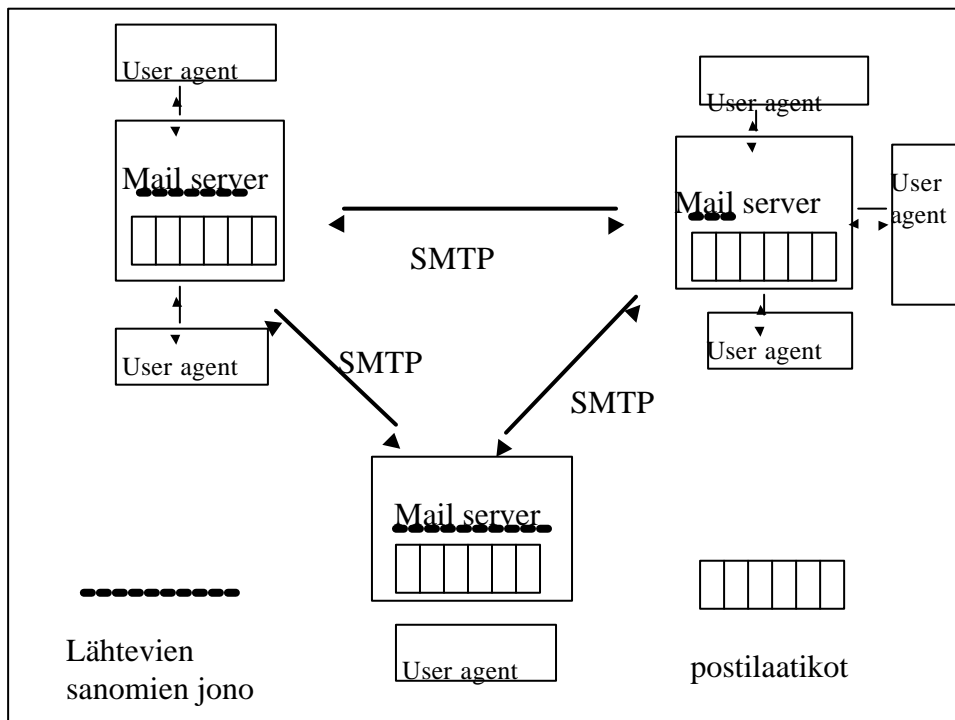 User agent
User agent
Mail server
User
agent
Mail server
SMTP
User agent
SMTP
User agent
SMTP
Mail server
Lähtevien
sanomien jono
User agent
postilaatikot